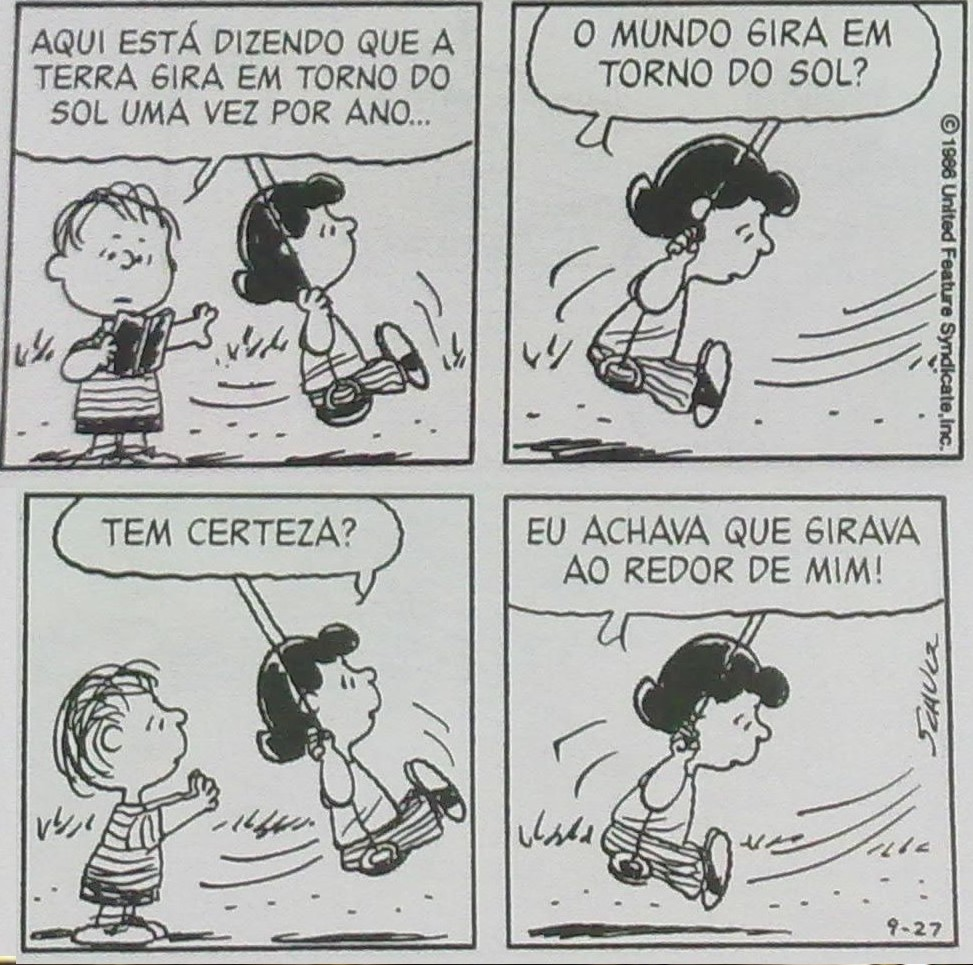 AQUI ESTÁ DIZENDO QUE A
TERRA GIRA EM TORNO DO
SOL UMA VEZ POR ANO...
O MUNDO GIRA EM
TORNO DO SOL?
© 1986 United Feature Syndicate, Inc.
TEM CERTEZA?
EU ACHAVA QUE GIRAVA
AO REDOR DE MIM!
SCHULZ
9-27